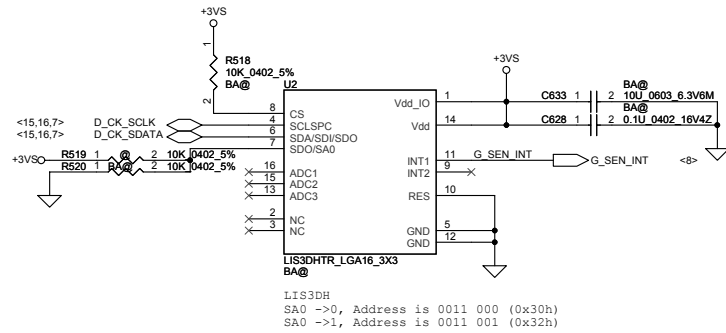 +3VS
1
R518
10K_0402_5%
BA@
2
U2
+3VS
BA@
C633 1 2 10U_0603_6.3V6M
BA@
C628 1 2 0.1U_0402_16V4Z
<15,16,7> D_CK_SCLK
<15,16,7> D_CK_SDATA
+3VS R519 1 @ 2 10K_0402_5%
R520 1 BA@ 2 10K_0402_5%
8 CS
4 SCLSPC
6 SDA/SDI/SDO
7 SDO/SA0
16 ADC1
15 ADC2
13 ADC3
2 NC
3 NC
Vdd_IO 1
Vdd 14
INT1 11 G_SEN_INT G_SEN_INT <8>
INT2 9
RES 10
GND 5
GND 12
LIS3DHTR_LGA16_3X3
BA@
LIS3DH
SA0 ->0, Address is 0011 000 (0x30h)
SA0 ->1, Address is 0011 001 (0x32h)